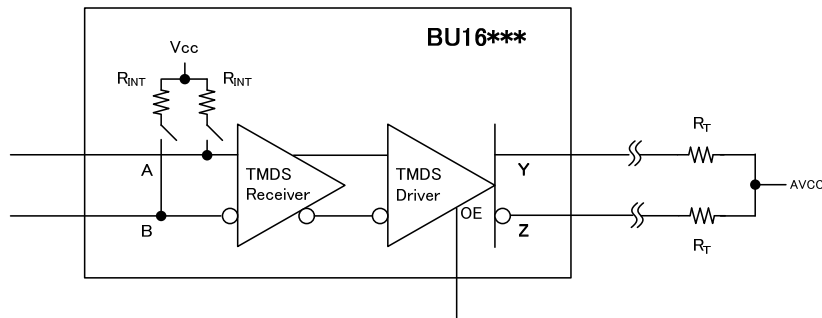 BU16***
Vcc
RINT RINT
RT
A
TMDS
Receiver
TMDS
Driver
Y
AVCC
B
OE
Z
RT